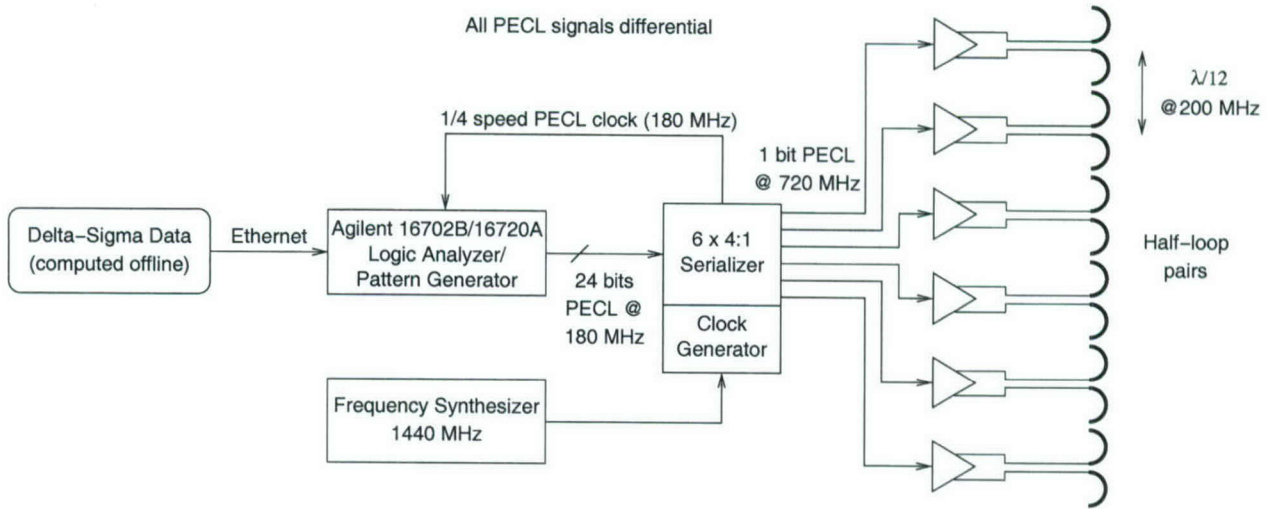 All PECL signals differential
λ/12
@200 MHz
1/4 speed PECL clock (180 MHz)
1 bit PECL
@ 720 MHz
Delta−Sigma Data
(computed offline)
Ethernet
Agilent 16702B/16720A
Logic Analyzer/
Pattern Generator
24 bits
PECL @
180 MHz
6 x 4:1
Serializer
Clock
Generator
Half−loop
pairs
Frequency Synthesizer
1440 MHz